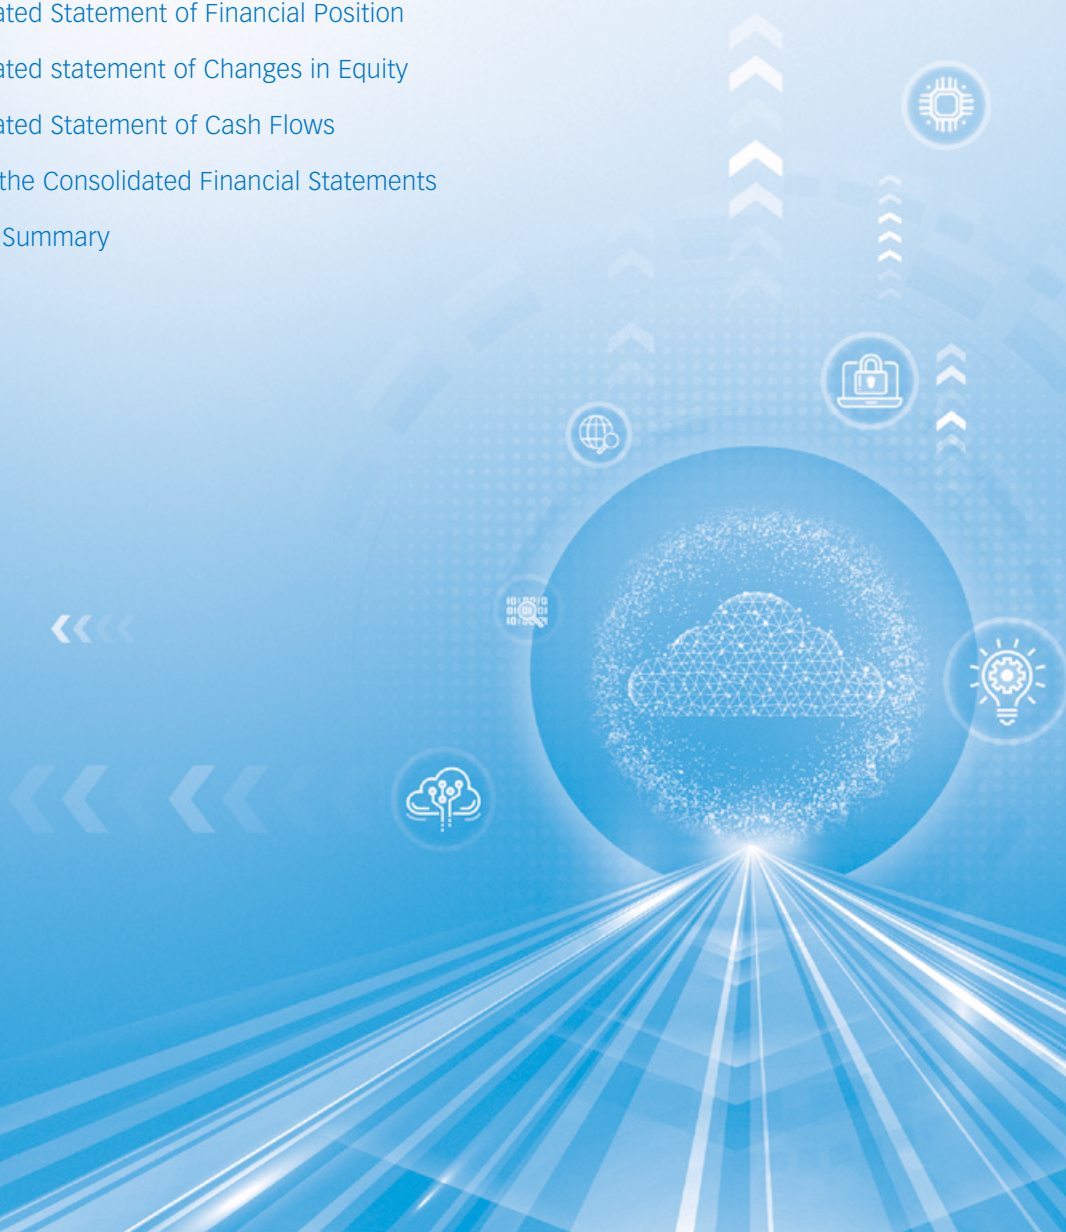 ated Statement of Financial Position
ated statement of Changes in Equity
ated Statement of Cash Flows
the Consolidated Financial Statements
Summary